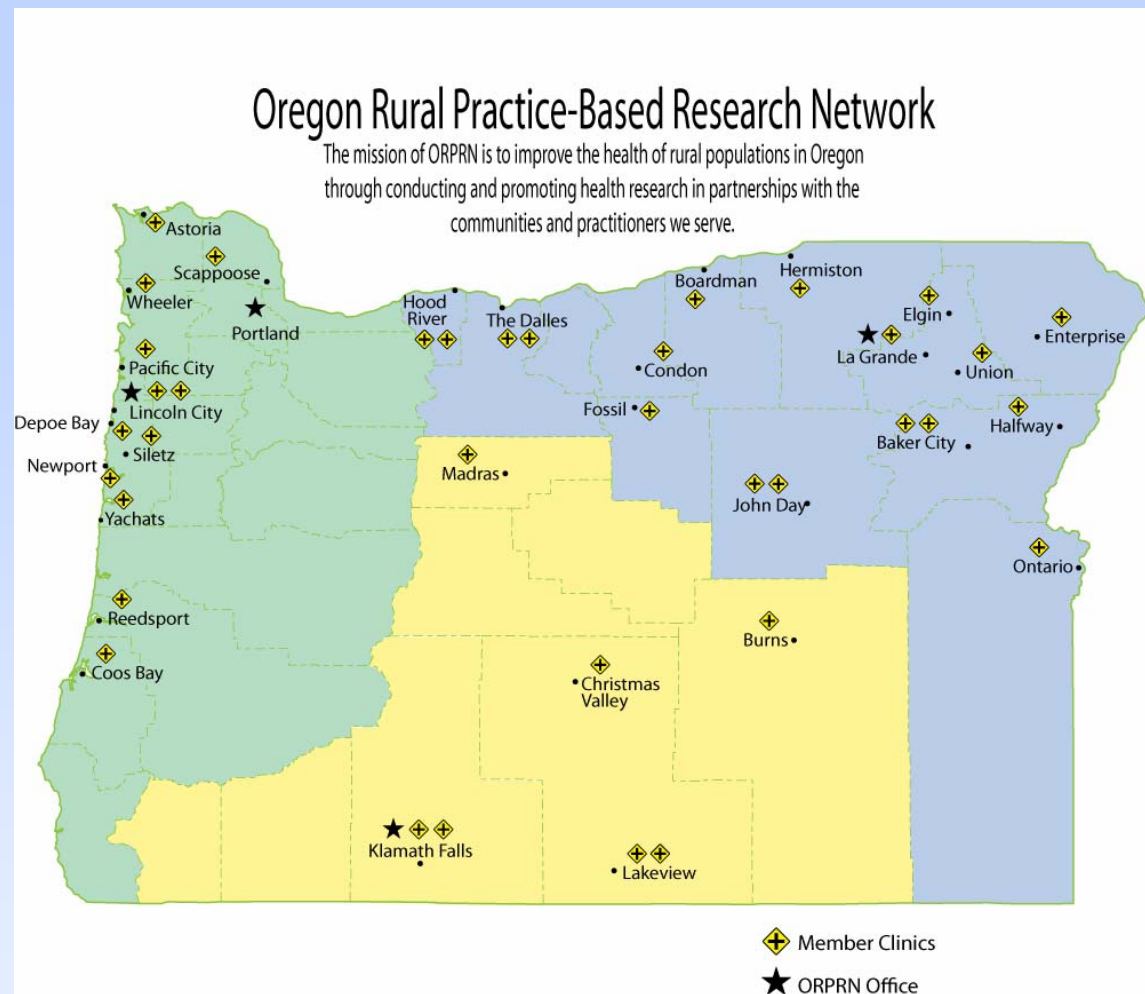 Oregon Rural Practice-Based Research Network
The mission of ORPRN is to improve the health of rural populations in Oregon
through conducting and promoting health research in partnerships with the
communities and practitioners we serve.
Astoria
Scappoose
Wheeler
Portland
Pacific City
Lincoln City
Depoe Bay
Siletz
Newport
Yachats
Reedsport
Coos Bay
Hood
River
The Dalles
Boardman
Hermiston
Elgin
Enterprise
La Grande
Union
Condon
Fossil
Baker City
Halfway
Madras
John Day
Ontario
Burns
Christmas
Valley
Klamath Falls
Lakeview
Member Clinics
ORPRN Office